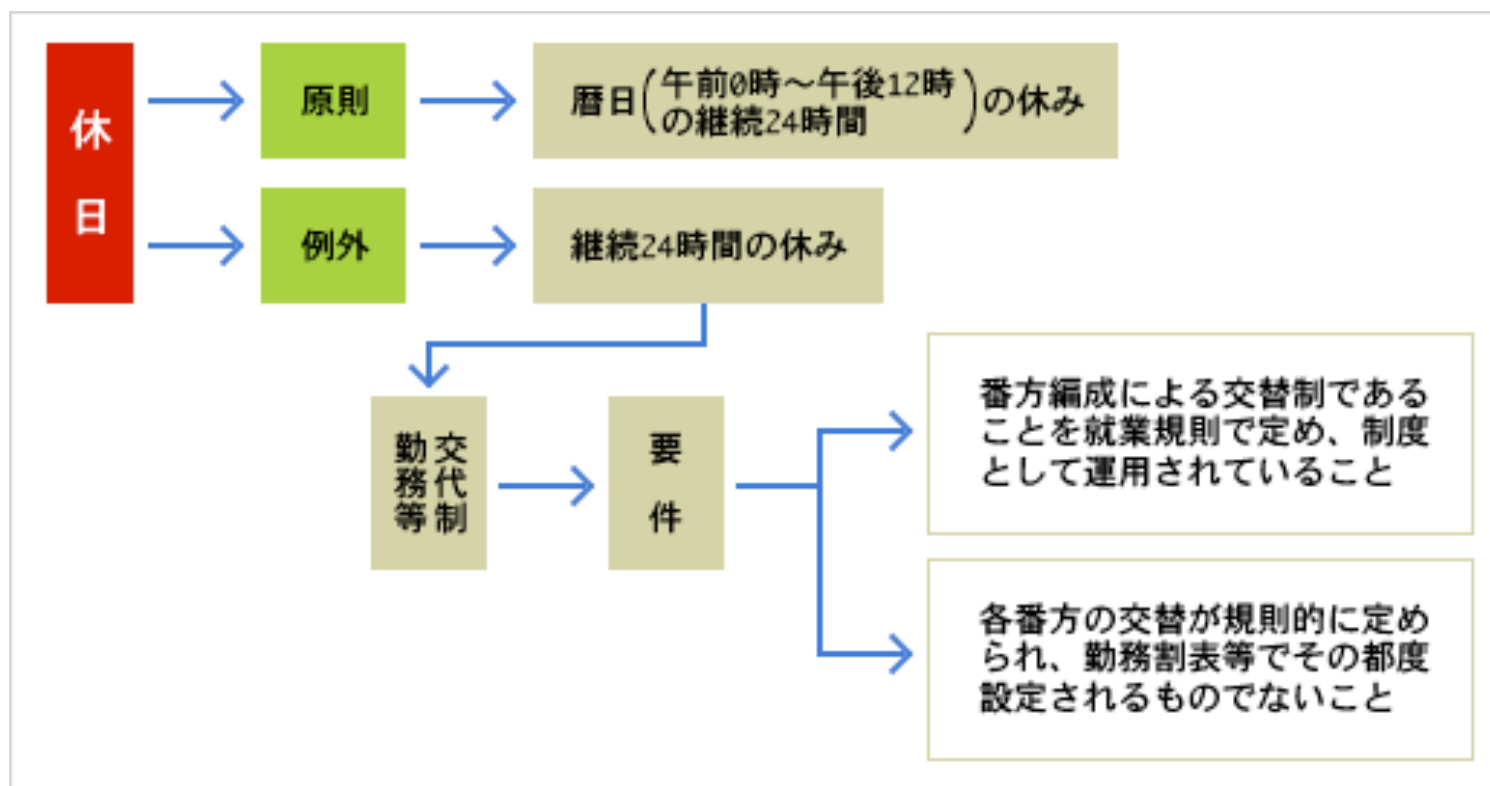 休日
原則
暦日(午前0時～午後12時
の継続24時間)の休み
例外
継続24時間の休み
交代制
勤務等
要件
番方編成による交替制である
ことを就業規則で定め、制度
として運用されていること
各番方の交替が規則的に定め
られ、勤務割表等でその都度
設定されるものでないこと